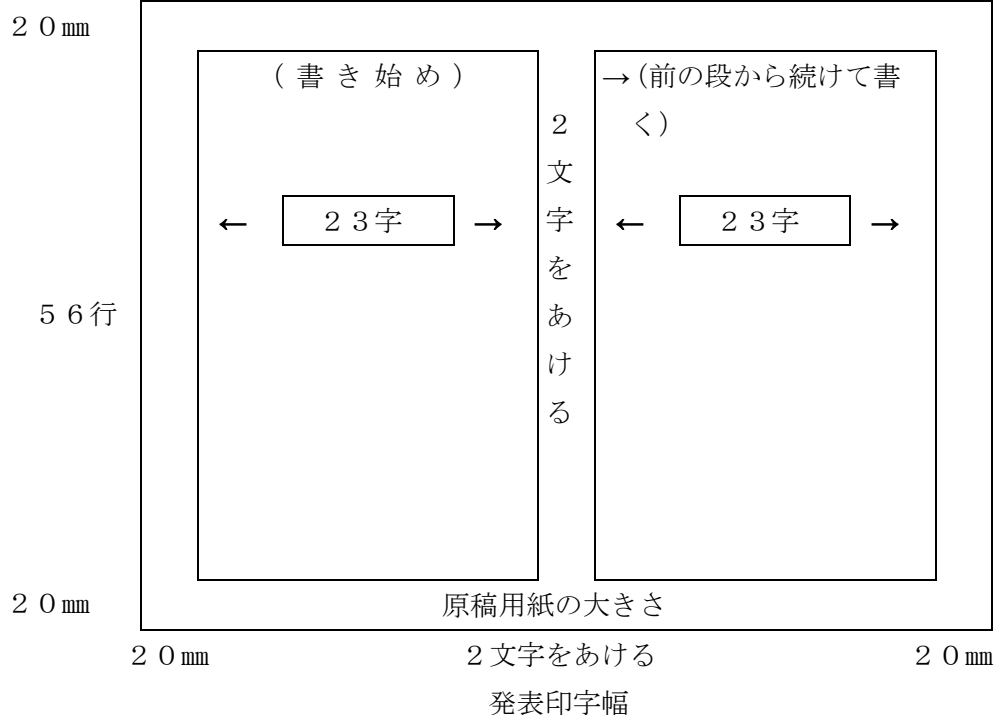 ２０㎜
(書き始め)
→(前の段から続けて書
く)
２文字をあける
← ２３字 →
← ２３字 →
５６行
２０㎜
原稿用紙の大きさ
２０㎜
２文字をあける
２０㎜
発表印字幅